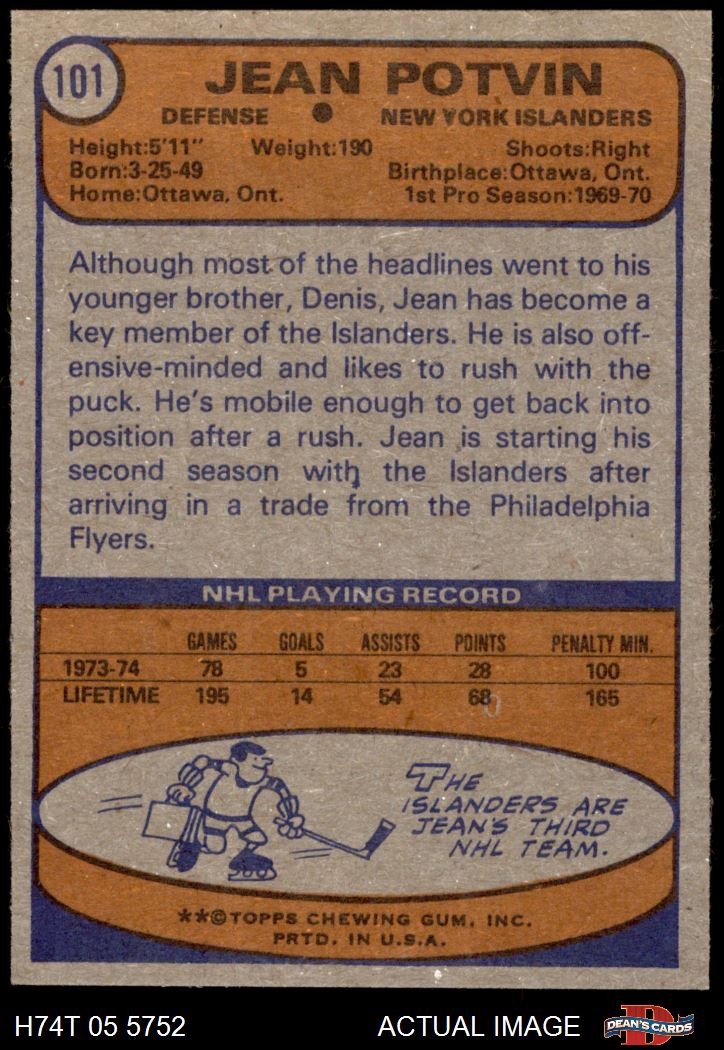 101
JEAN POTVIN
DEFENSE ● NEW YORK ISLANDERS
Height:5'11" Weight:190 Shoots:Right
Born:3-25-49 Birthplace:Ottawa, Ont.
Home:Ottawa, Ont. 1st Pro Season:1969-70
Although most of the headlines went to his
younger brother, Denis, Jean has become a
key member of the Islanders. He is also off-
ensive-minded and likes to rush with the
puck. He's mobile enough to get back into
position after a rush. Jean is starting his
second season with the Islanders after
arriving in a trade from the Philadelphia
Flyers.
NHL PLAYING RECORD
GAMES GOALS ASSISTS POINTS PENALTY MIN.
1973-74 78 5 23 28 100
LIFETIME 195 14 54 68 165
THE
ISLANDERS ARE
JEAN'S THIRD
NHL TEAM.
**©TOPPS CHEWING GUM, INC.
PRTD. IN U.S.A.
H74T 05 5752 ACTUAL IMAGE D DEAN'S CARDS